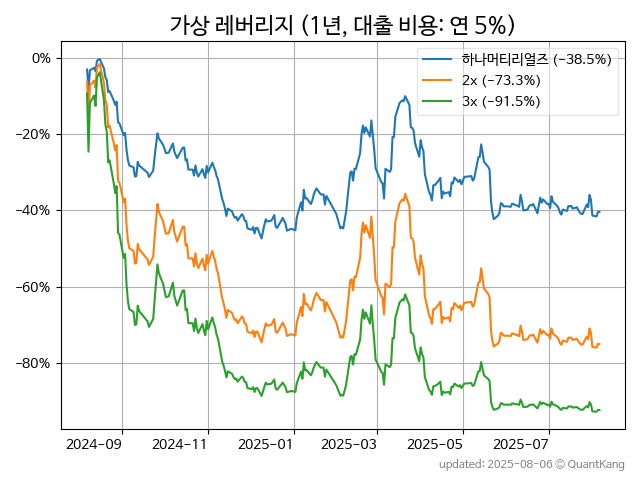 가상 레버리지 (1년, 대출 비용: 연 5%)
하나머티리얼즈 (-38.5%)
2x (-73.3%)
3x (-91.5%)
0%
-20%
-40%
-60%
-80%
2024-09 2024-11 2025-01 2025-03 2025-05 2025-07
updated: 2025-08-06 © QuantKang